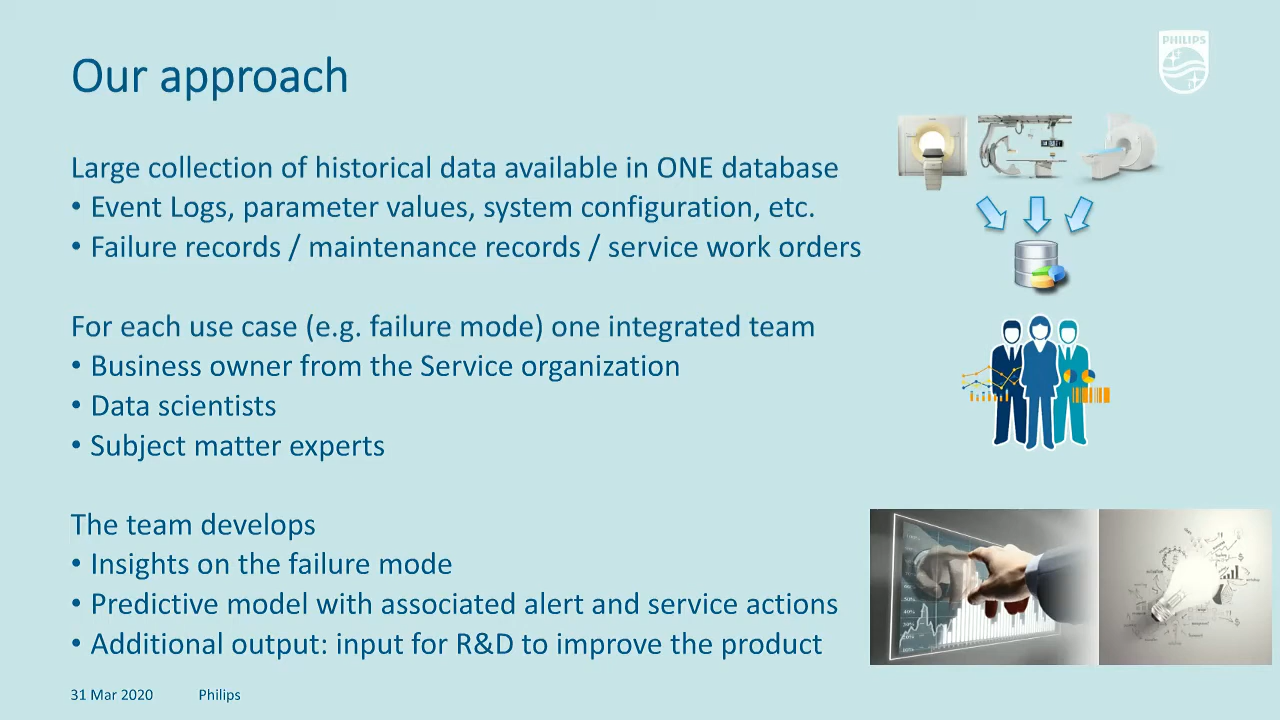 Our approach
PHILIPS
Large collection of historical data available in ONE database
• Event Logs, parameter values, system configuration, etc.
• Failure records / maintenance records / service work orders
For each use case (e.g. failure mode) one integrated team
• Business owner from the Service organization
• Data scientists
• Subject matter experts
The team develops
• Insights on the failure mode
• Predictive model with associated alert and service actions
• Additional output: input for R&D to improve the product
31 Mar 2020 Philips